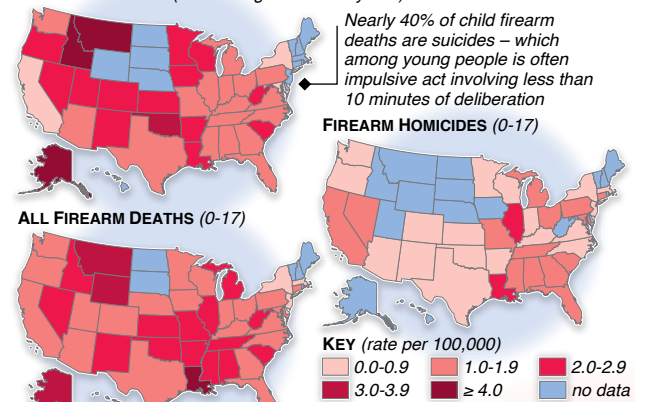 Nearly 40% of child firearm
deaths are suicides – which
among young people is often
impulsive act involving less than
10 minutes of deliberation
FIREARM HOMICIDES (0-17)
ALL FIREARM DEATHS (0-17)
KEY (rate per 100,000)
0.0-0.9 1.0-1.9 2.0-2.9
3.0-3.9 ≥ 4.0 no data